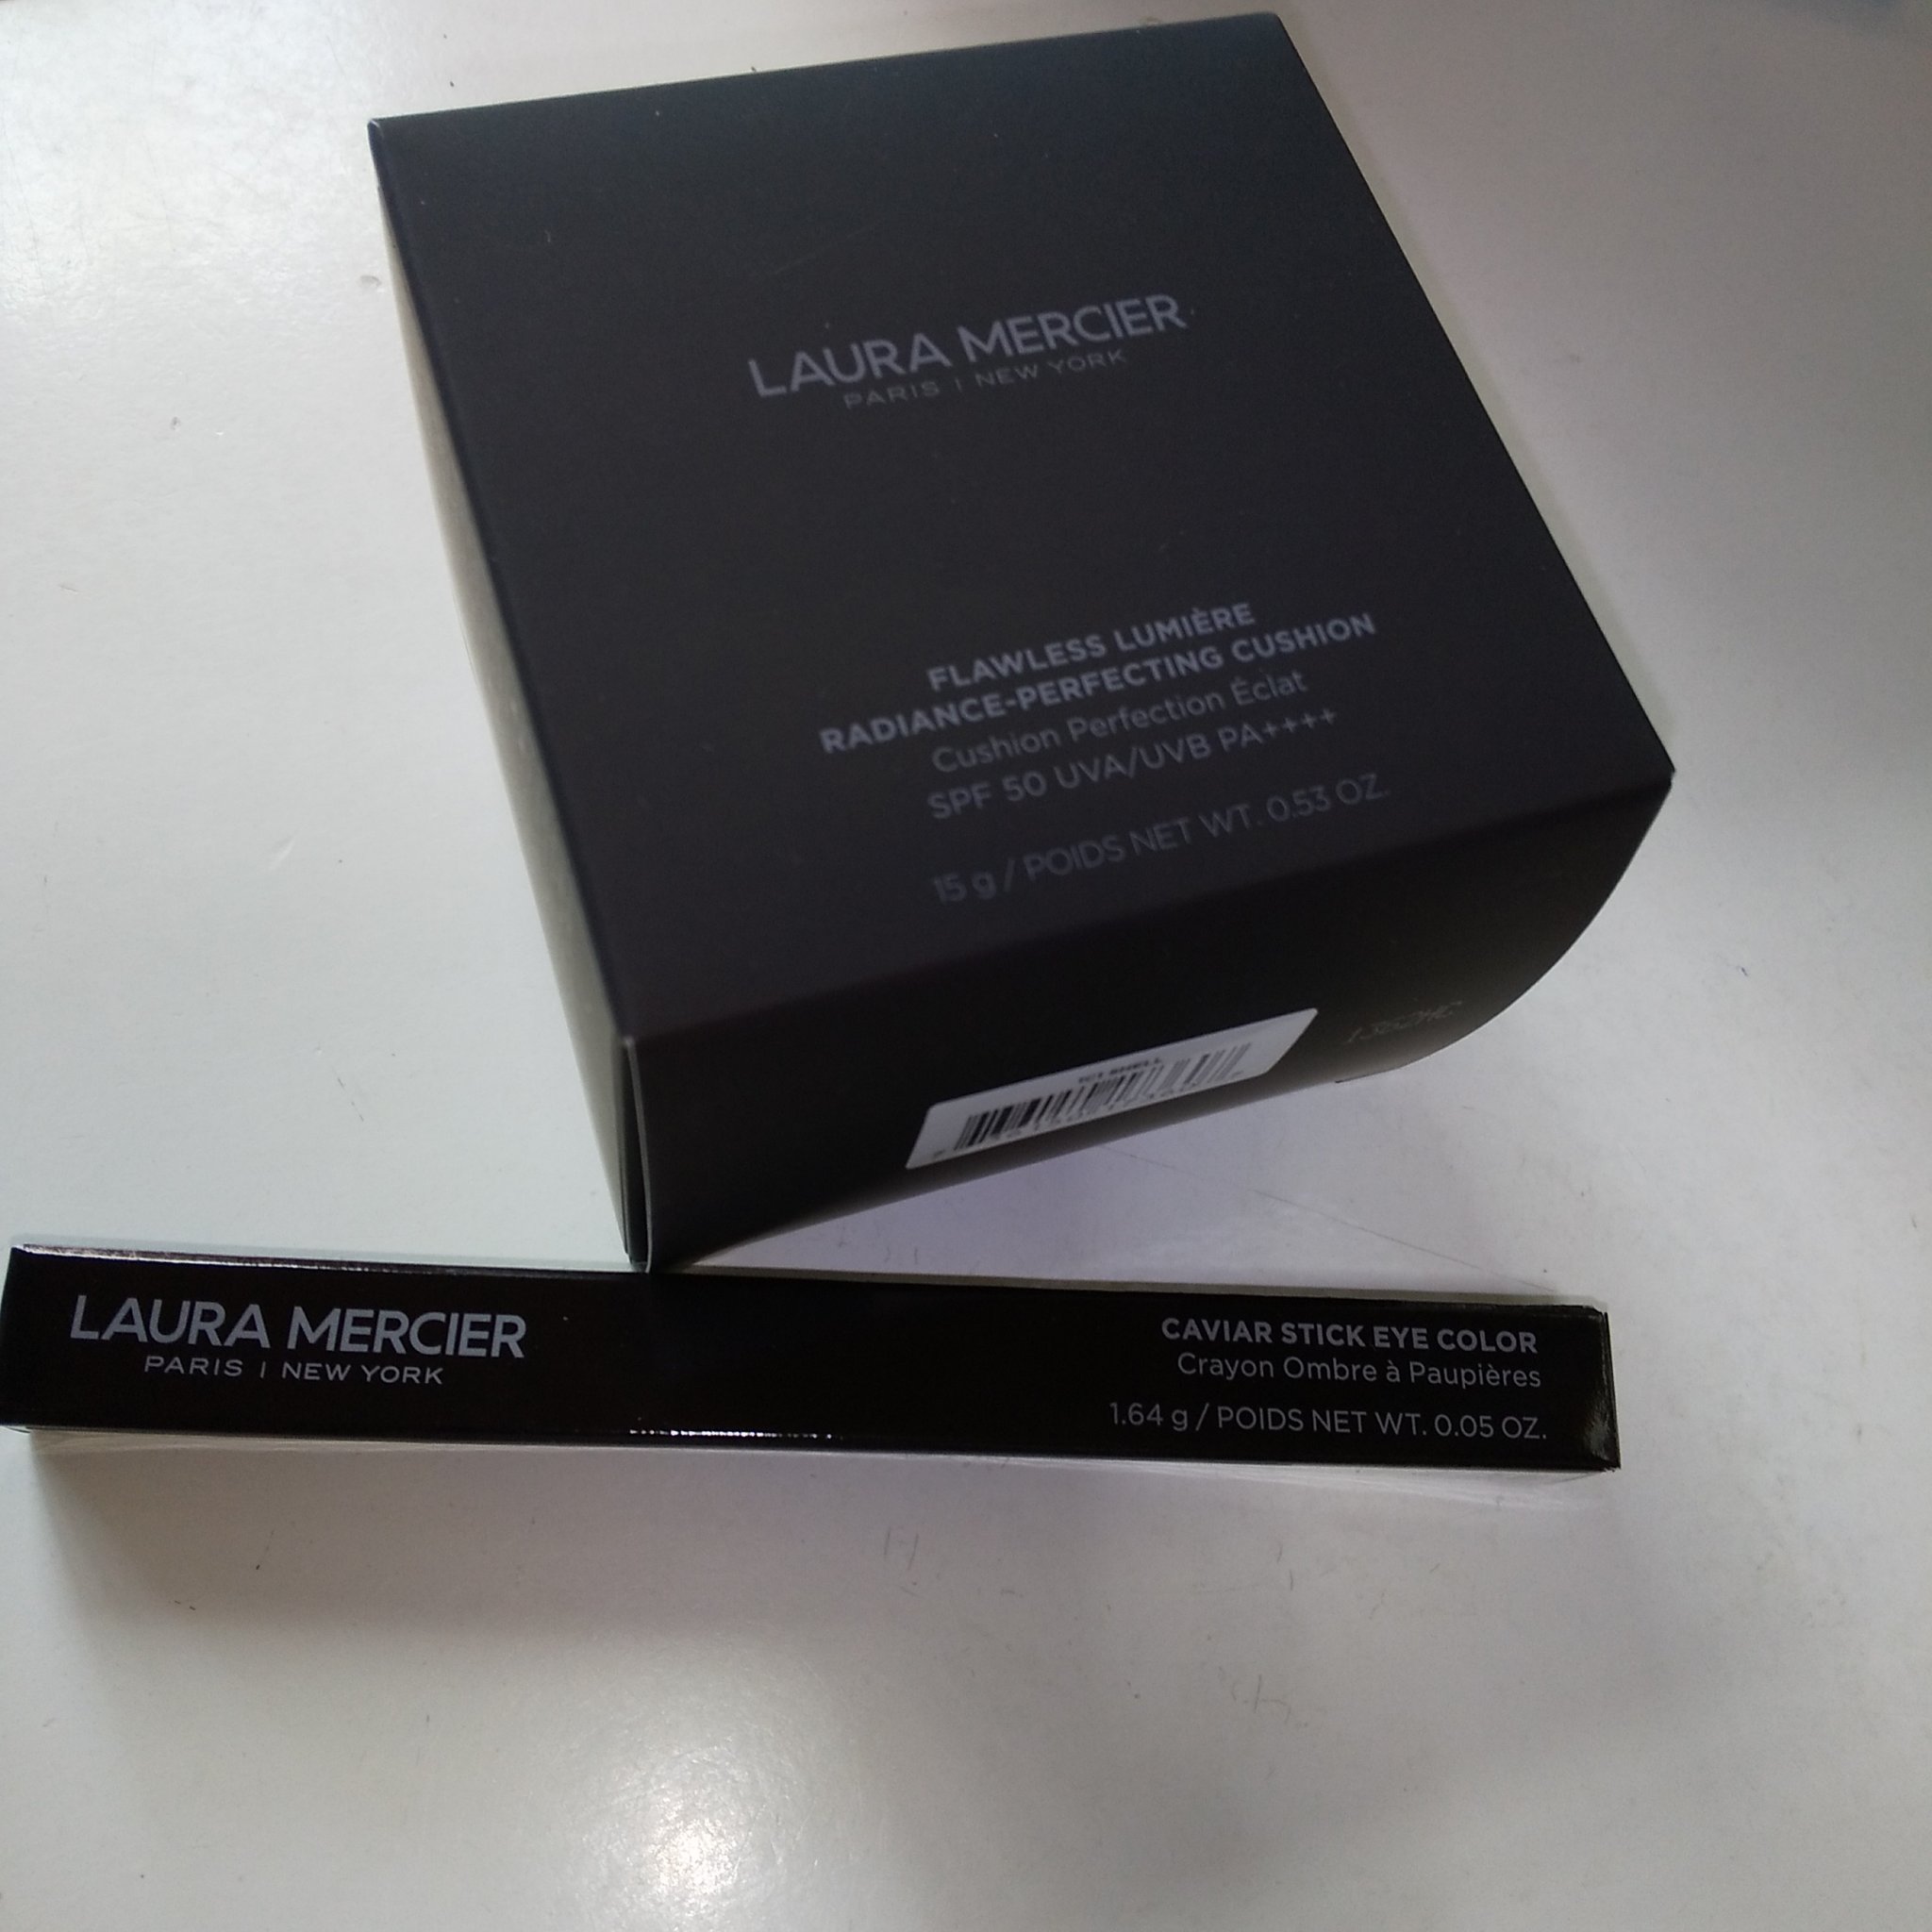 LAURA MERCIER
PARIS | NEW YORK
FLAWLESS LUMIÈRE
RADIANCE-PERFECTING CUSHION
Cushion Perfection Éclat
SPF 50 UVA/UVB PA++++
15 g / POIDS NET WT. 0.53 OZ.
1C1 SHELL
LAURA MERCIER
PARIS | NEW YORK
CAVIAR STICK EYE COLOR
Crayon Ombre à Paupières
1.64 g / POIDS NET WT. 0.05 OZ.